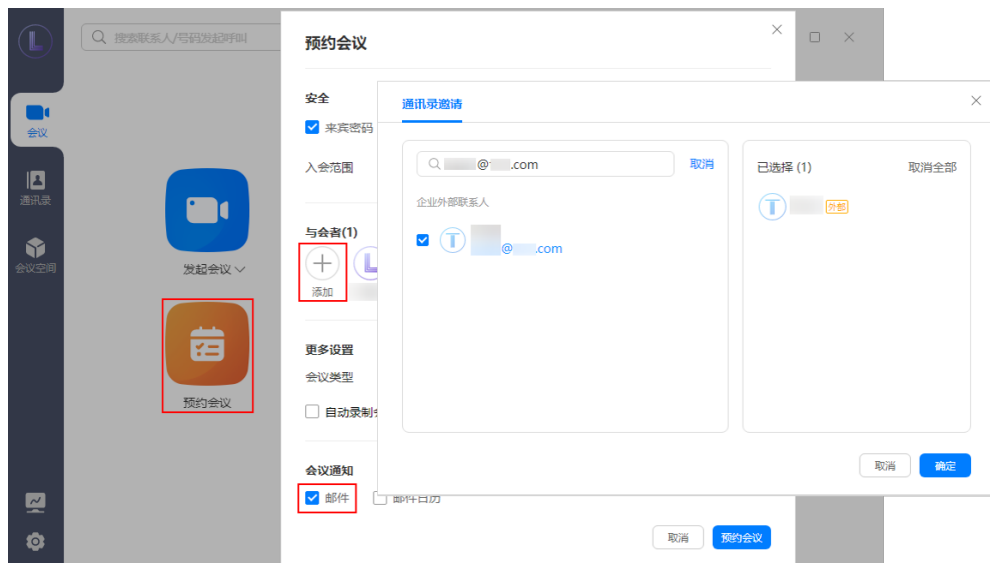 L
搜索联系人/号码发起呼叫
会议
通讯录
会议空间
发起会议
预约会议
预约会议
安全
来宾密码
入会范围
与会者(1)
L
添加
更多设置
会议类型
自动录制
会议通知
邮件
邮件日历
取消
预约会议
通讯录邀请
@ .com
取消
企业外部联系人
T
@ .com
已选择 (1)
取消全部
T
外部
取消
确定